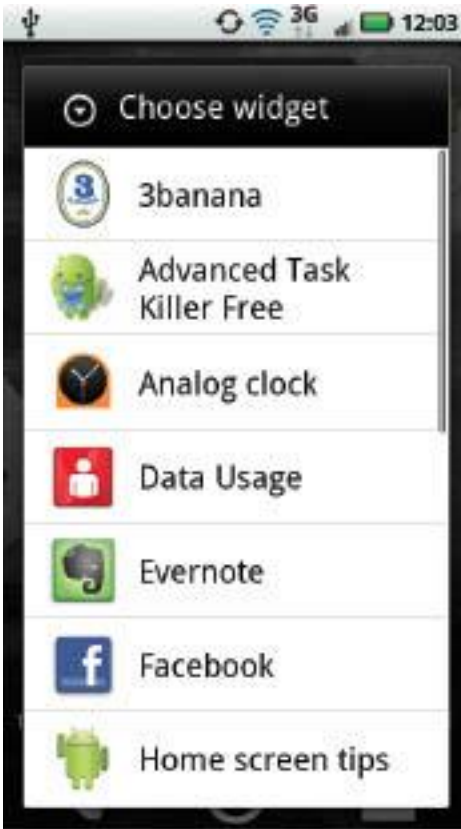 3G 12:03
Choose widget
3
3banana
Advanced Task
Killer Free
Analog clock
Data Usage
Evernote
f
Facebook
Home screen tips